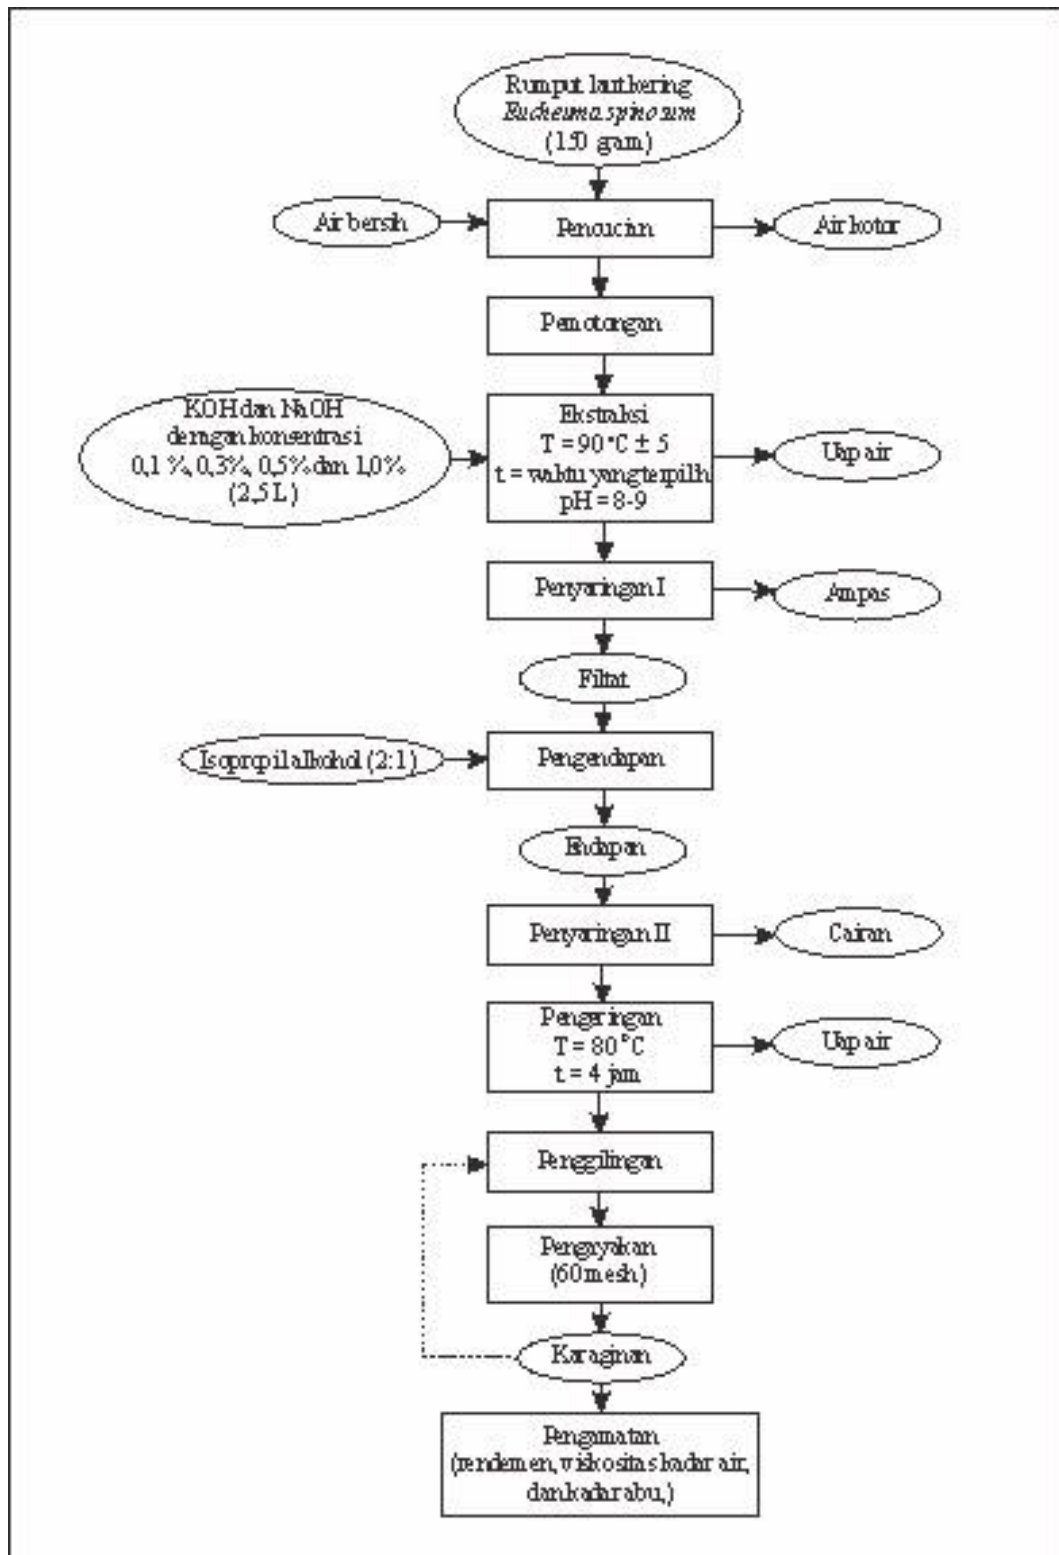 Rumput laut kering
Eucheuma spinosum
(150 gram)
Air bersih
Pencucian
Air kotor
Pemotongan
KOH dan NaOH
dengan konsentrasi
0,1 %, 0,3%, 0,5% dan 1,0%
(2,5 L)
Ekstraksi
T = 90 °C ± 5
t = waktu yang terpilih
pH = 8-9
Uap air
Penyaringan I
Ampas
Filtat
Isopropil alkohol (2:1)
Pengendapan
Endapan
Penyaringan II
Cairan
Pengeringan
T = 80 °C
t = 4 jam
Uap air
Penggilingan
Pengayakan
(60 mesh)
Karaginan
Pengamatan
(rendemen, viskositas kadar air,
dan kadar abu,)